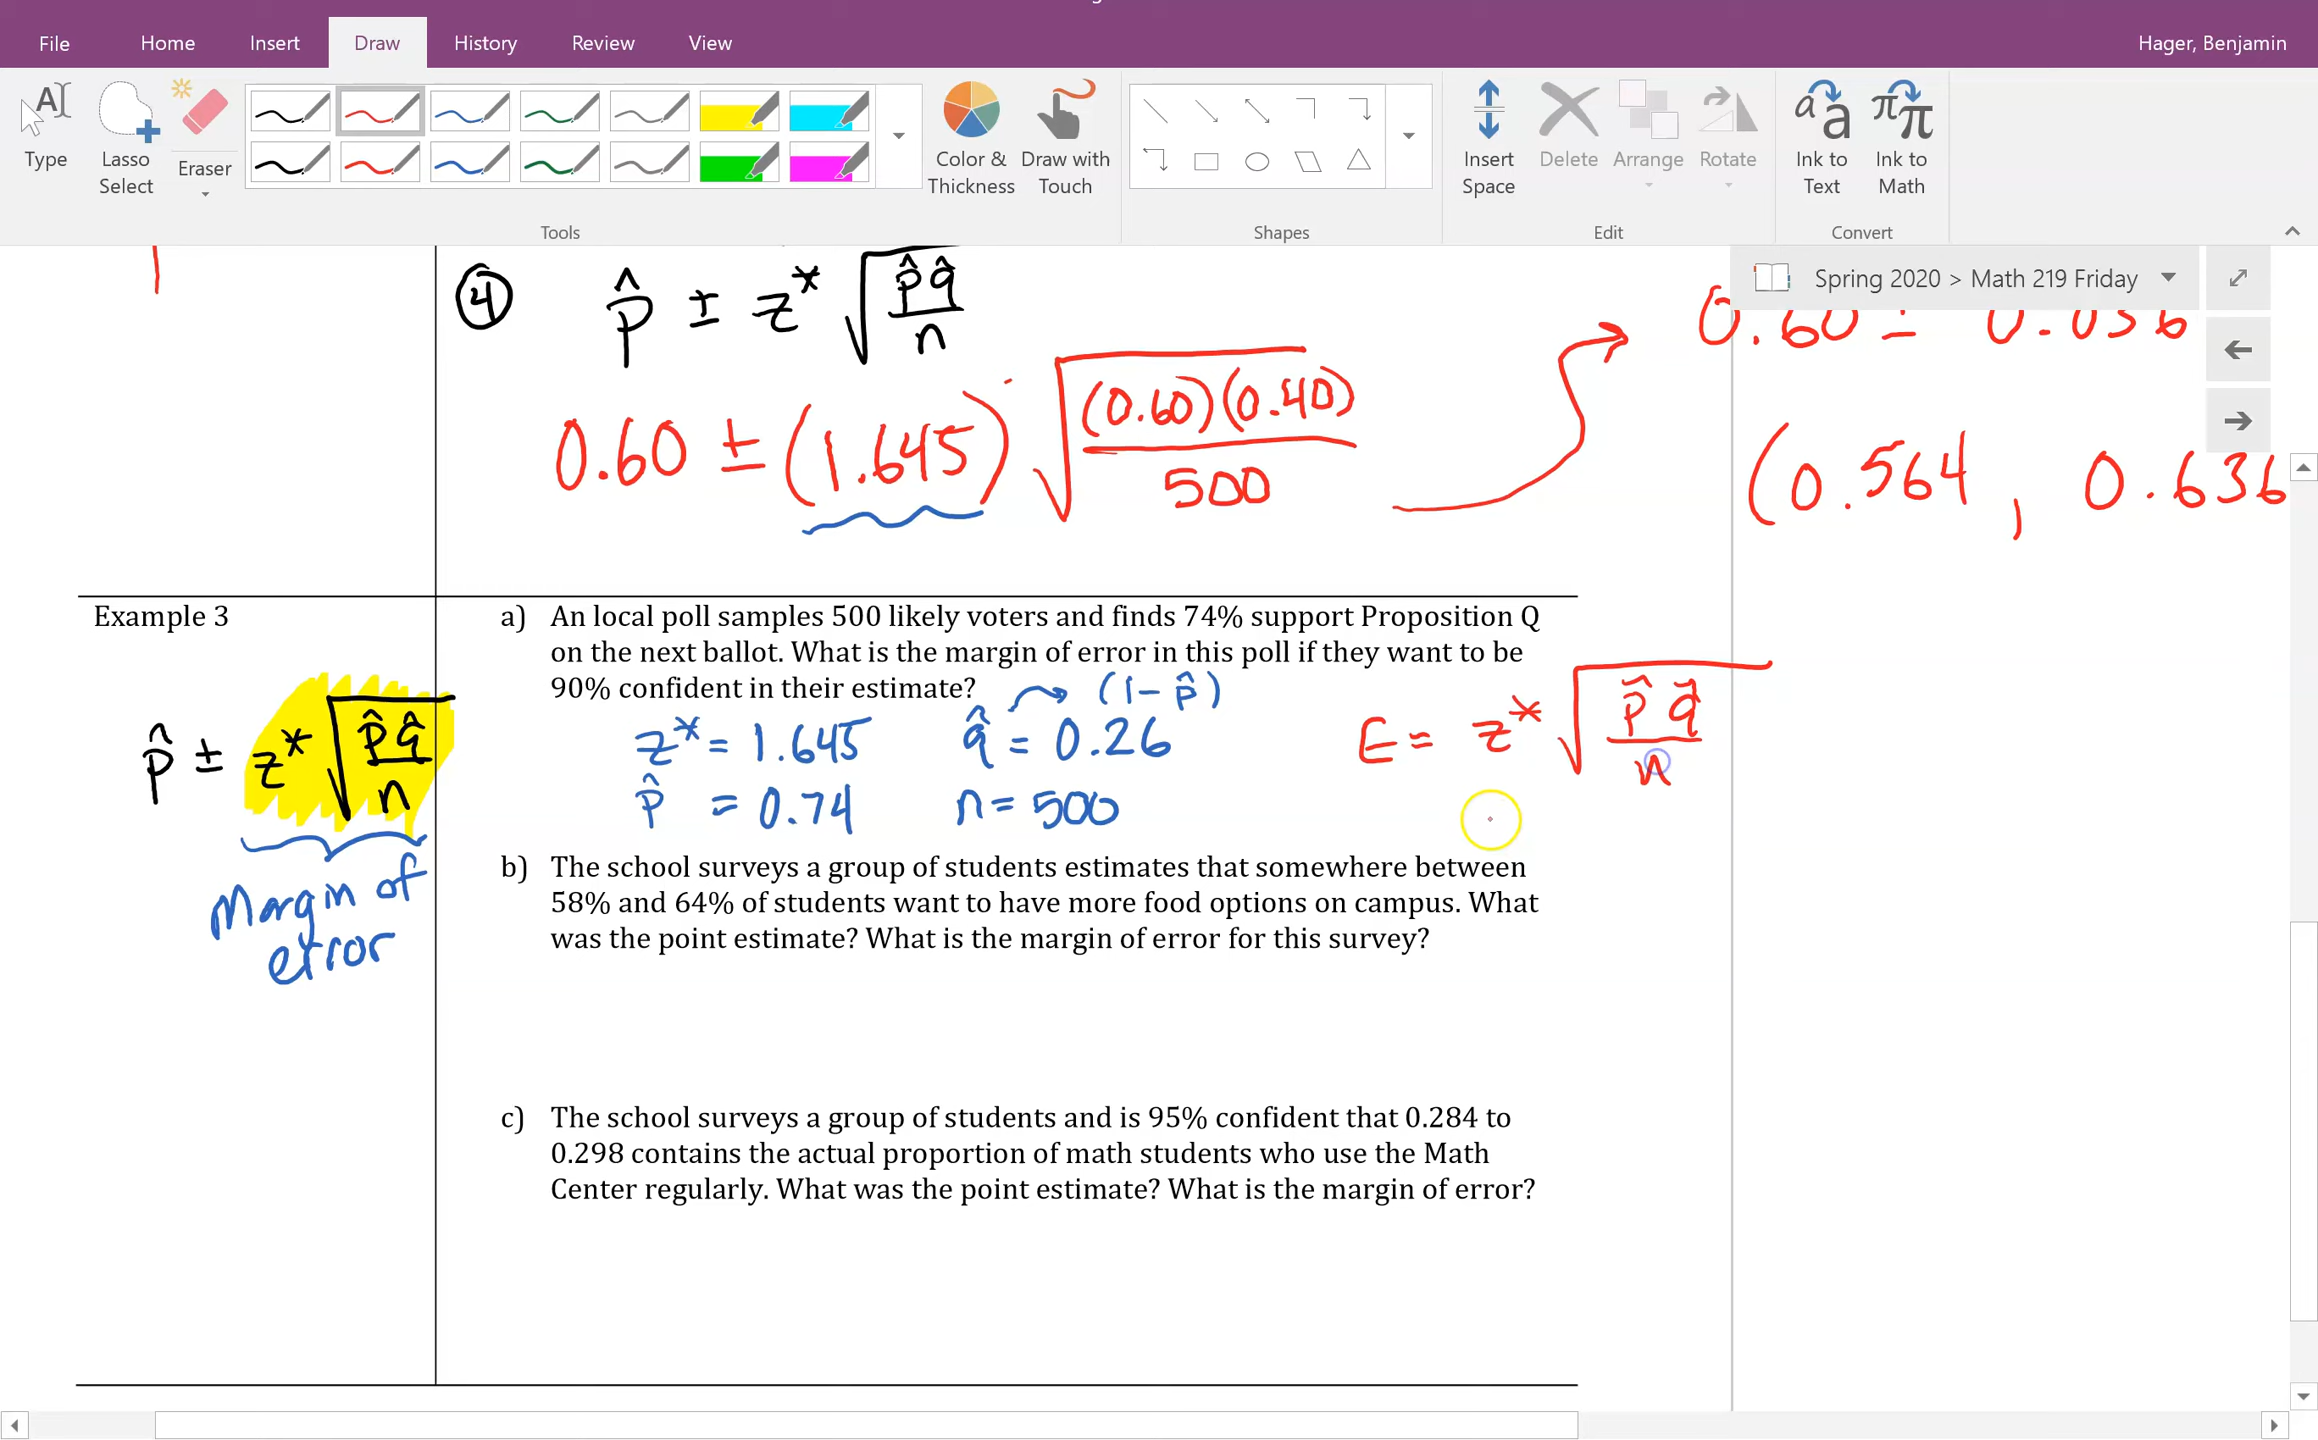 File Home Insert Draw History Review View Hager, Benjamin
Type Lasso Select Eraser Color & Thickness Draw with Touch Insert Space Delete Arrange Rotate Ink to Text Ink to Math
Tools Shapes Edit Convert
Spring 2020 > Math 219 Friday
④ p̂ ± z* √(p̂q̂/n)
0.60 ± 0.036
0.60 ± (1.645) √((0.60)(0.40)/500)
(0.564, 0.636
Example 3
a) An local poll samples 500 likely voters and finds 74% support Proposition Q
on the next ballot. What is the margin of error in this poll if they want to be
90% confident in their estimate?
(1 - p̂)
z* = 1.645 q̂ = 0.26
p̂ = 0.74 n = 500
E = z* √(p̂q̂/n)
p̂ ± z* √(p̂q̂/n)
Margin of
error
b) The school surveys a group of students estimates that somewhere between
58% and 64% of students want to have more food options on campus. What
was the point estimate? What is the margin of error for this survey?
c) The school surveys a group of students and is 95% confident that 0.284 to
0.298 contains the actual proportion of math students who use the Math
Center regularly. What was the point estimate? What is the margin of error?